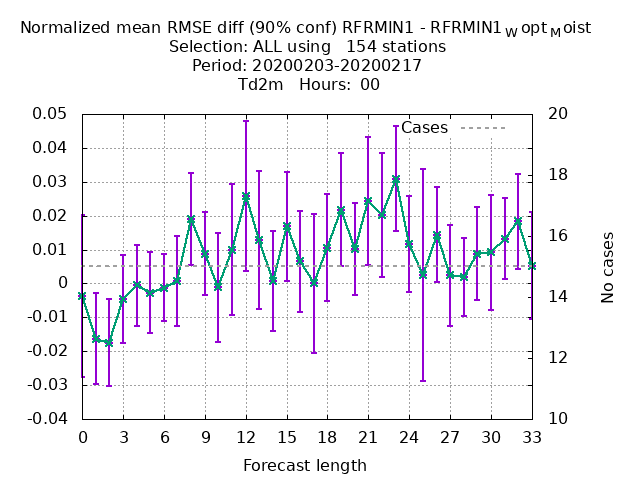 Normalized mean RMSE diff (90% conf) RFRMIN1 - RFRMIN1WoptMoist
Selection: ALL using   154 stations
Period: 20200203-20200217
Td2m   Hours:  00
Cases
0.05
0.04
0.03
0.02
0.01
0
-0.01
-0.02
-0.03
-0.04
20
18
16
14
12
10
No cases
0 3 6 9 12 15 18 21 24 27 30 33
Forecast length